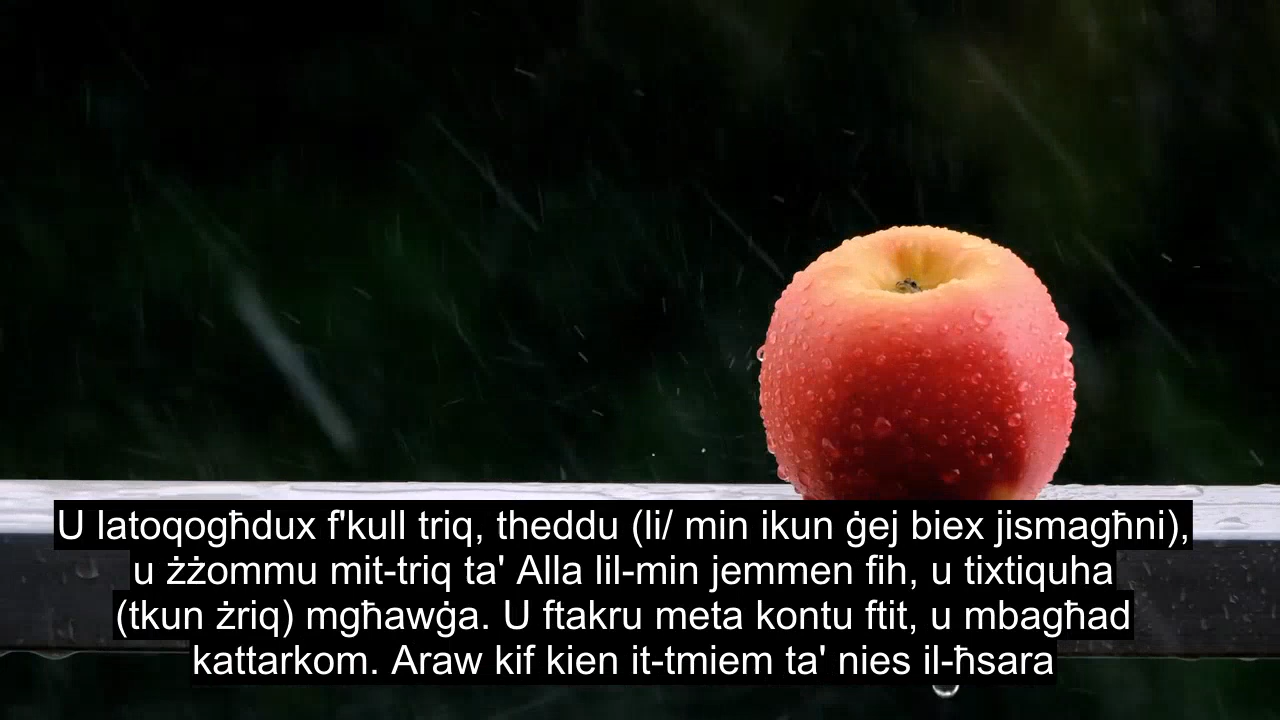 U latoqogħdux f'kull triq, theddu (li/ min ikun ġej biex jismagħni),
u żżommu mit-triq ta' Alla lil-min jemmen fih, u tixtiquha
(tkun żriq) mgħawġa. U ftakru meta kontu ftit, u mbagħad
kattarkom. Araw kif kien it-tmiem ta' nies il-ħsara